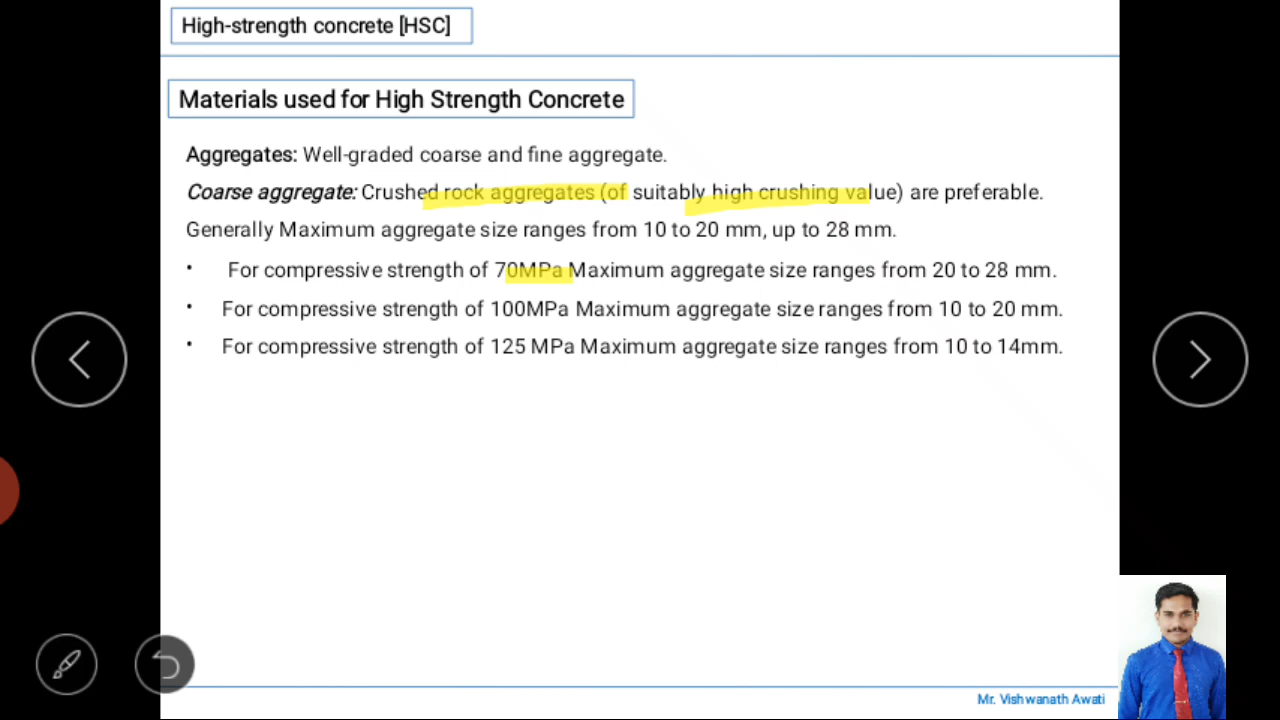 High-strength concrete [HSC]
Materials used for High Strength Concrete
Aggregates: Well-graded coarse and fine aggregate.
Coarse aggregate: Crushed rock aggregates (of suitably high crushing value) are preferable.
Generally Maximum aggregate size ranges from 10 to 20 mm, up to 28 mm.
• For compressive strength of 70MPa Maximum aggregate size ranges from 20 to 28 mm.
• For compressive strength of 100MPa Maximum aggregate size ranges from 10 to 20 mm.
• For compressive strength of 125 MPa Maximum aggregate size ranges from 10 to 14mm.
Mr. Vishwanath Awati